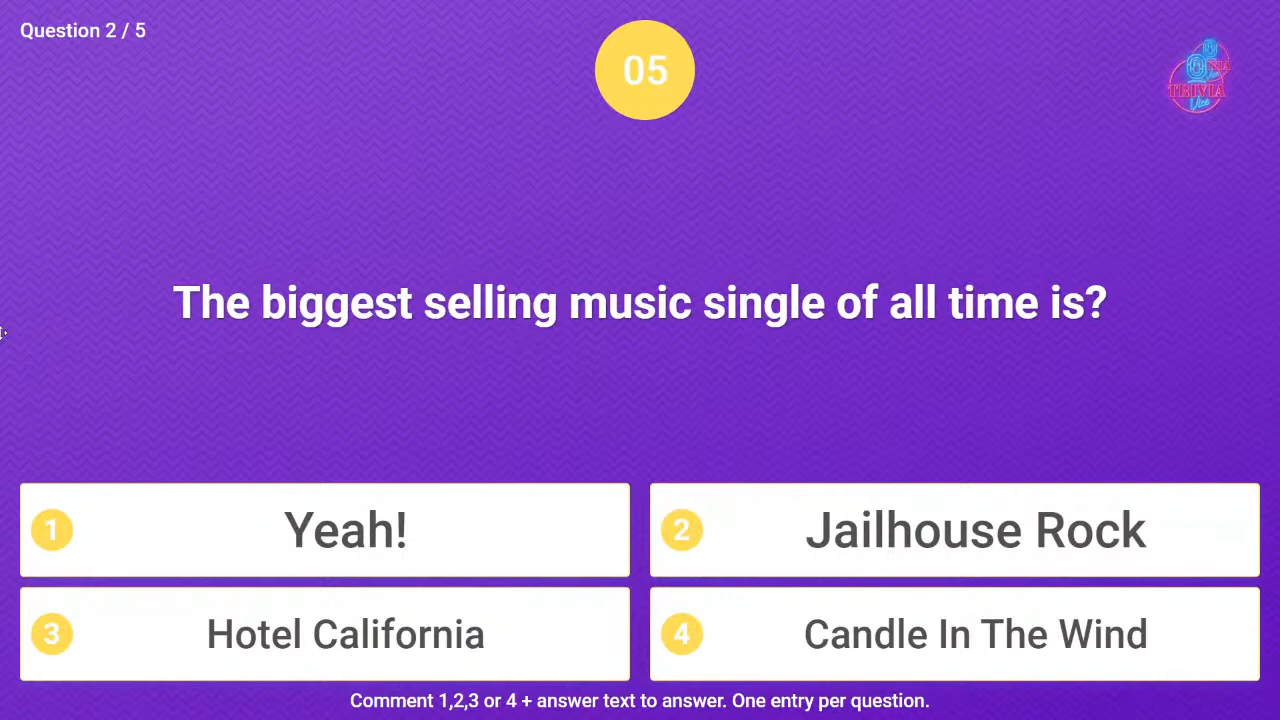 Question 2 / 5
05
TRIVIA
Vice
The biggest selling music single of all time is?
1 Yeah!
2 Jailhouse Rock
3 Hotel California
4 Candle In The Wind
Comment 1,2,3 or 4 + answer text to answer. One entry per question.